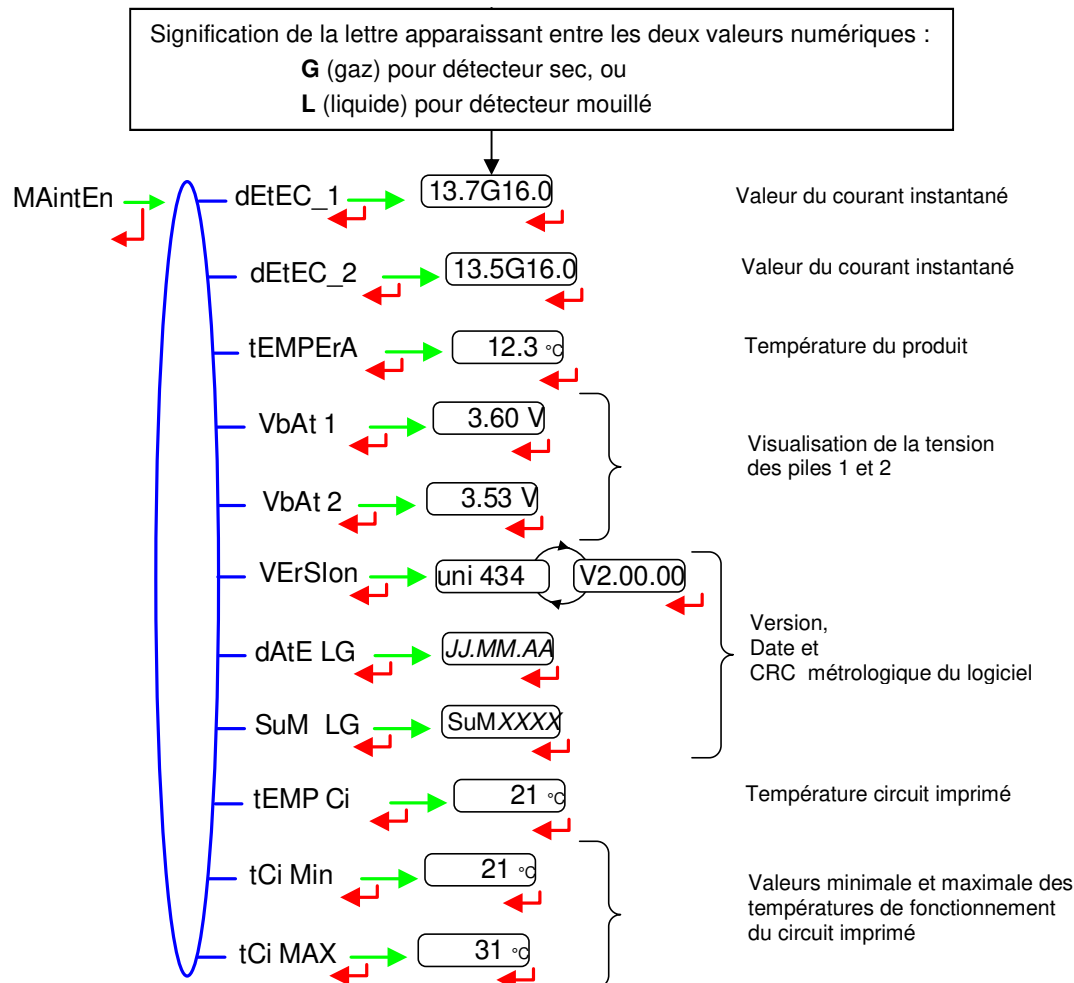 Signification de la lettre apparaissant entre les deux valeurs numériques :
G (gaz) pour détecteur sec, ou
L (liquide) pour détecteur mouillé
MAintEn
dEtEC_1
13.7G16.0
Valeur du courant instantané
dEtEC_2
13.5G16.0
Valeur du courant instantané
tEMPErA
12.3 °C
Température du produit
VbAt 1
3.60 V
VbAt 2
3.53 V
Visualisation de la tension
des piles 1 et 2
VErSIon
uni 434
V2.00.00
dAtE LG
JJ.MM.AA
SuM LG
SuMXXXX
Version,
Date et
CRC métrologique du logiciel
tEMP Ci
21 °C
Température circuit imprimé
tCi Min
21 °C
tCi MAX
31 °C
Valeurs minimale et maximale des
températures de fonctionnement
du circuit imprimé